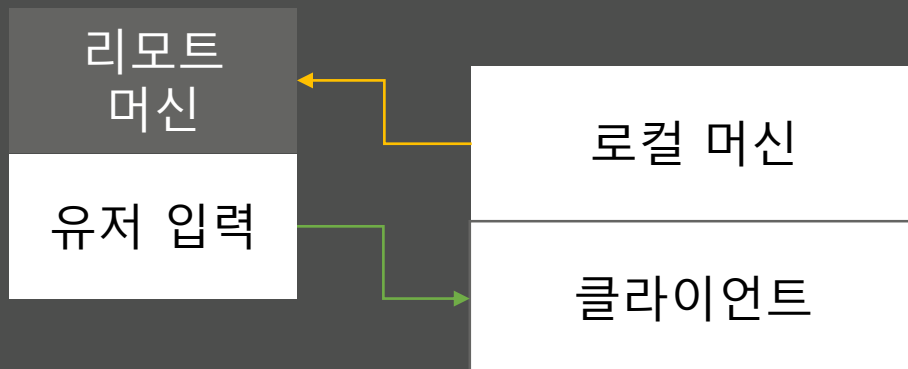 리모트
머신
유저 입력
로컬 머신
클라이언트